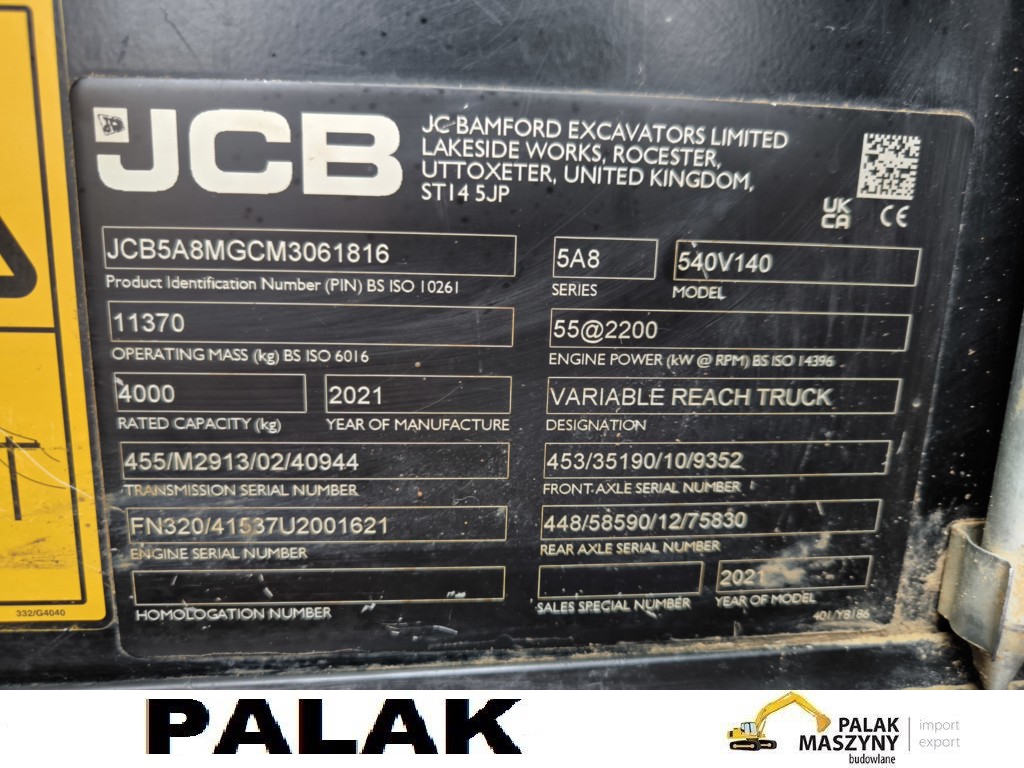 JCB
JC BAMFORD EXCAVATORS LIMITED
LAKESIDE WORKS, ROCESTER,
UTTOXETER, UNITED KINGDOM,
ST14 5JP
UK
CA
CE
JCB5A8MGCM3061816
Product Identification Number (PIN) BS ISO 10261
5A8
SERIES
540V140
MODEL
11370
OPERATING MASS (kg) BS ISO 6016
55@2200
ENGINE POWER (kW @ RPM) BS ISO 14396
4000
RATED CAPACITY (kg)
2021
YEAR OF MANUFACTURE
VARIABLE REACH TRUCK
DESIGNATION
455/M2913/02/40944
TRANSMISSION SERIAL NUMBER
453/35190/10/9352
FRONT AXLE SERIAL NUMBER
FN320/41537U2001621
ENGINE SERIAL NUMBER
448/58590/12/75830
REAR AXLE SERIAL NUMBER
HOMOLOGATION NUMBER
SALES SPECIAL NUMBER
2021
YEAR OF MODEL
401/Y8186
332/G4040
PALAK
PALAK
MASZYNY
budowlane
import
export